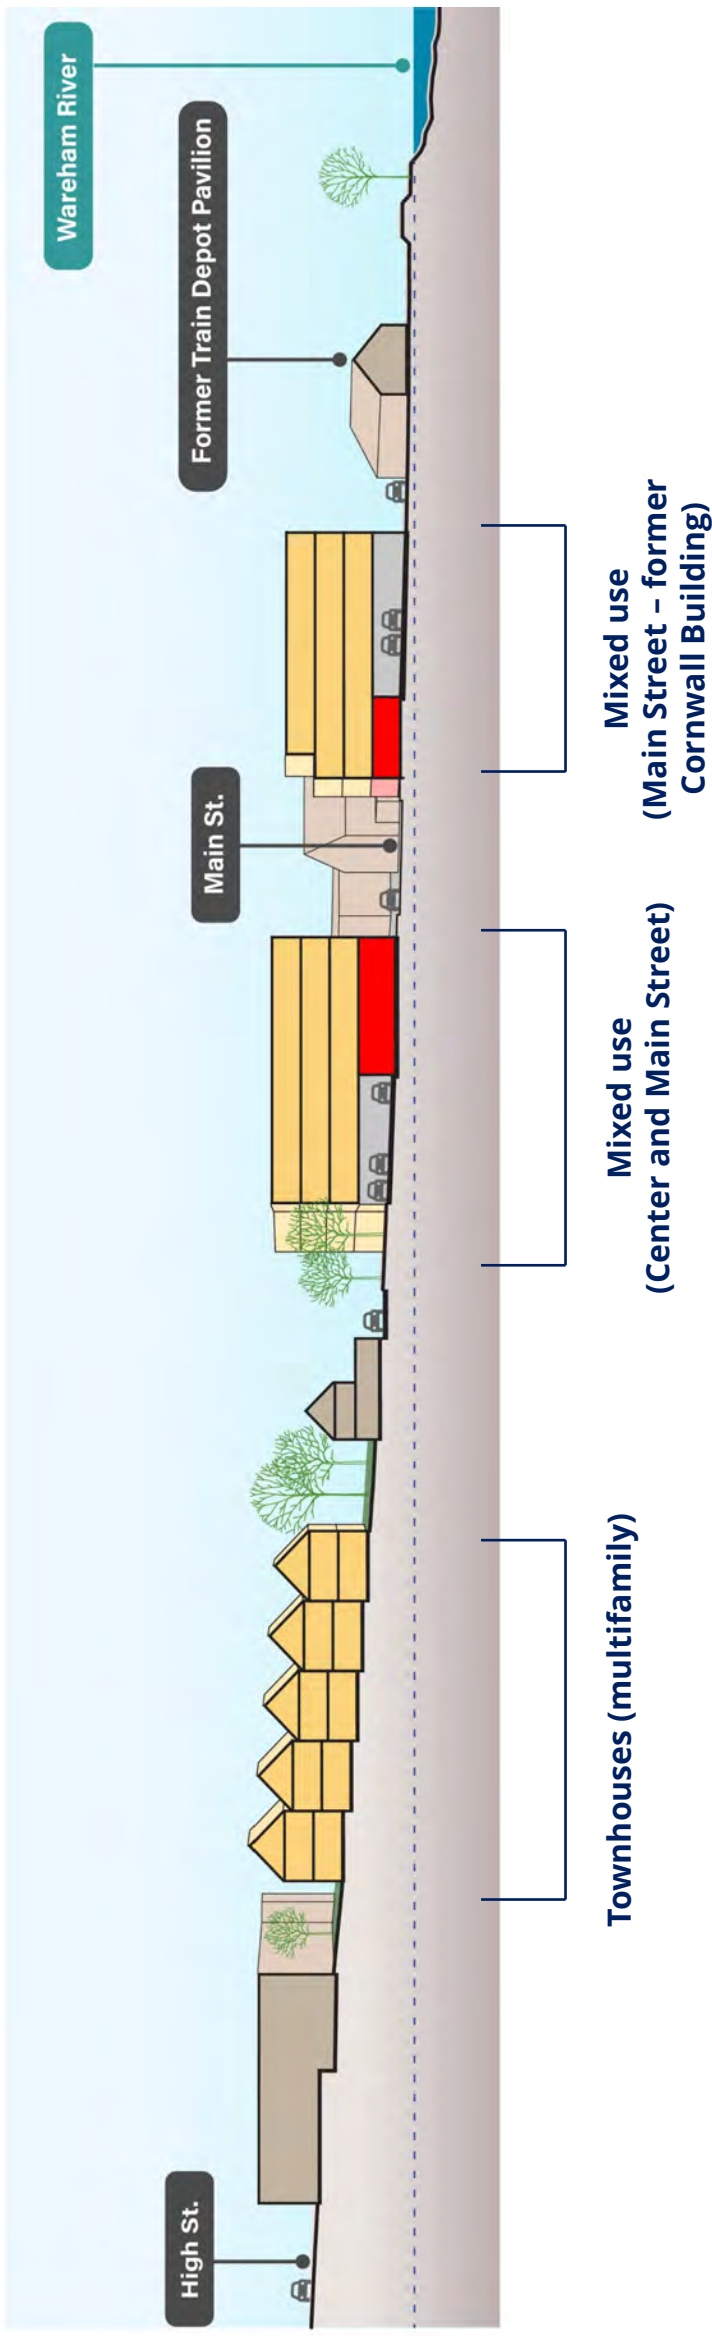 High St.
Main St.
Former Train Depot Pavilion
Wareham River
Townhouses (multifamily)
Mixed use
(Center and Main Street)
Mixed use
(Main Street – former
Cornwall Building)